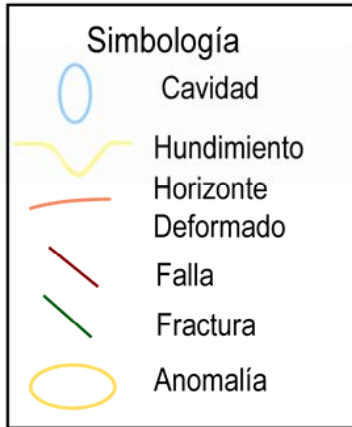 Simbología
Cavidad
Hundimiento
Horizonte
Deformado
Falla
Fractura
Anomalía